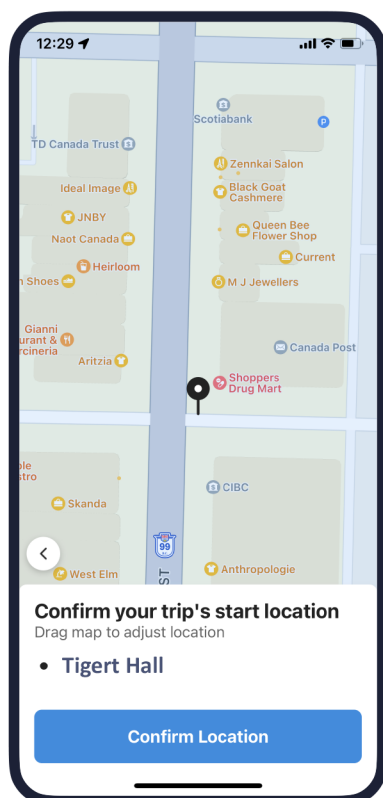 12:29
Scotiabank
P
TD Canada Trust
Zennkai Salon
Ideal Image
Black Goat
Cashmere
JNBY
Queen Bee
Flower Shop
Naot Canada
Current
Heirloom
n Shoes
M J Jewellers
Gianni
urant &
rcineria
Canada Post
Aritzia
Shoppers
Drug Mart
ple
stro
CIBC
Skanda
99
West Elm
ST
Anthropologie
Confirm your trip's start location
Drag map to adjust location
• Tigert Hall
Confirm Location